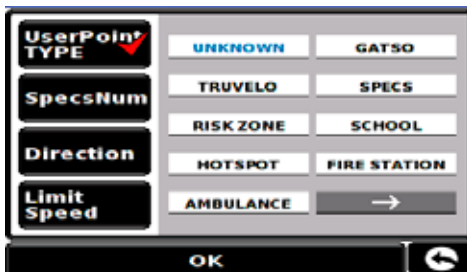 UserPoint
TYPE
UNKNOWN
GATSO
SpecsNum
TRUVELO
SPECS
RISK ZONE
SCHOOL
Direction
HOTSPOT
FIRE STATION
Limit
Speed
AMBULANCE
→
OK